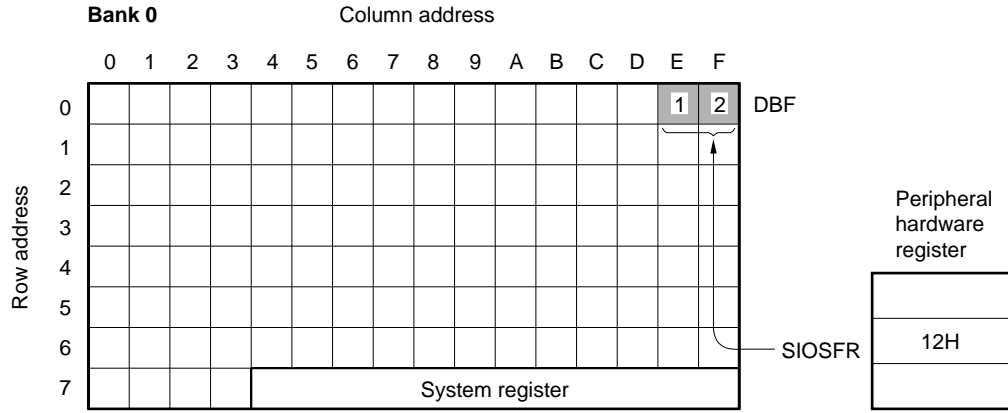 Bank 0 Column address
0 1 2 3 4 5 6 7 8 9 A B C D E F
0 1 2 DBF
1
2
3
4
5
6 SIOSFR 12H
7 System register
Row address
Peripheral
hardware
register